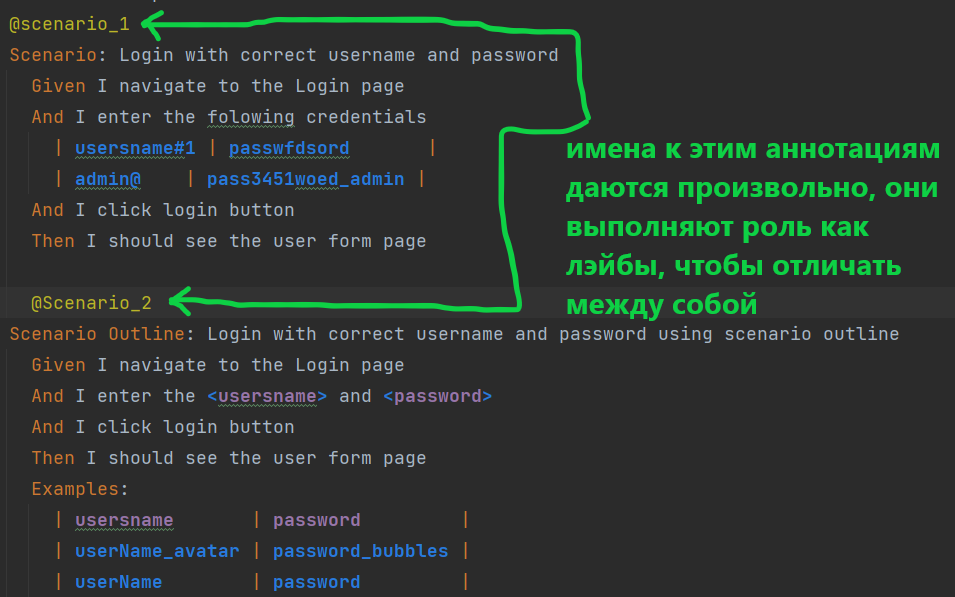 @scenario_1
Scenario: Login with correct username and password
Given I navigate to the Login page
And I enter the folowing credentials
| usersname#1 | passwfdsord |
| admin@ | pass3451woed_admin |
And I click login button
Then I should see the user form page
имена к этим аннотациям
даются произвольно, они
выполняют роль как
лэйбы, чтобы отличать
между собой
@Scenario_2
Scenario Outline: Login with correct username and password using scenario outline
Given I navigate to the Login page
And I enter the <usersname> and <password>
And I click login button
Then I should see the user form page
Examples:
| usersname | password |
| userName_avatar | password_bubbles |
| userName | password |